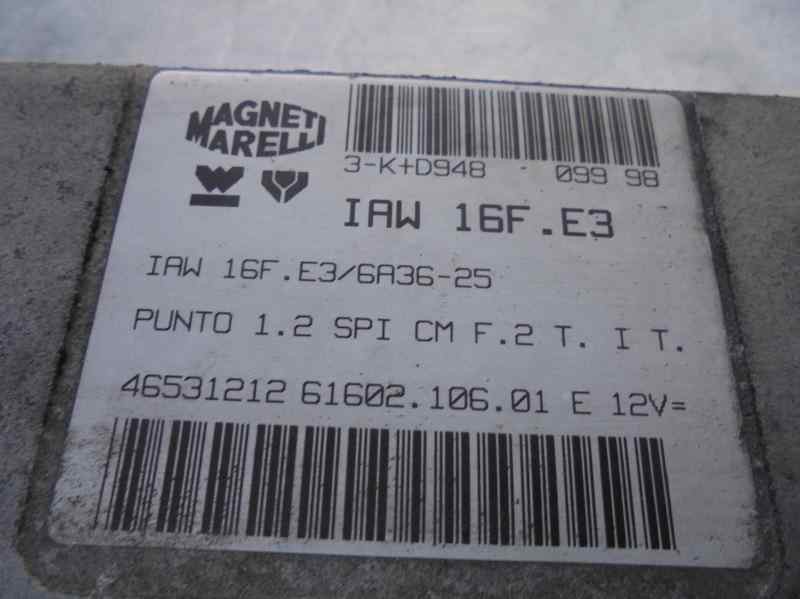 MAGNETI
MARELLI
3-K+D948 099 98
IAW 16F.E3
IAW 16F.E3/6A36-25
PUNTO 1.2 SPI CM F.2 T. I T.
46531212 61602.106.01 E 12V=